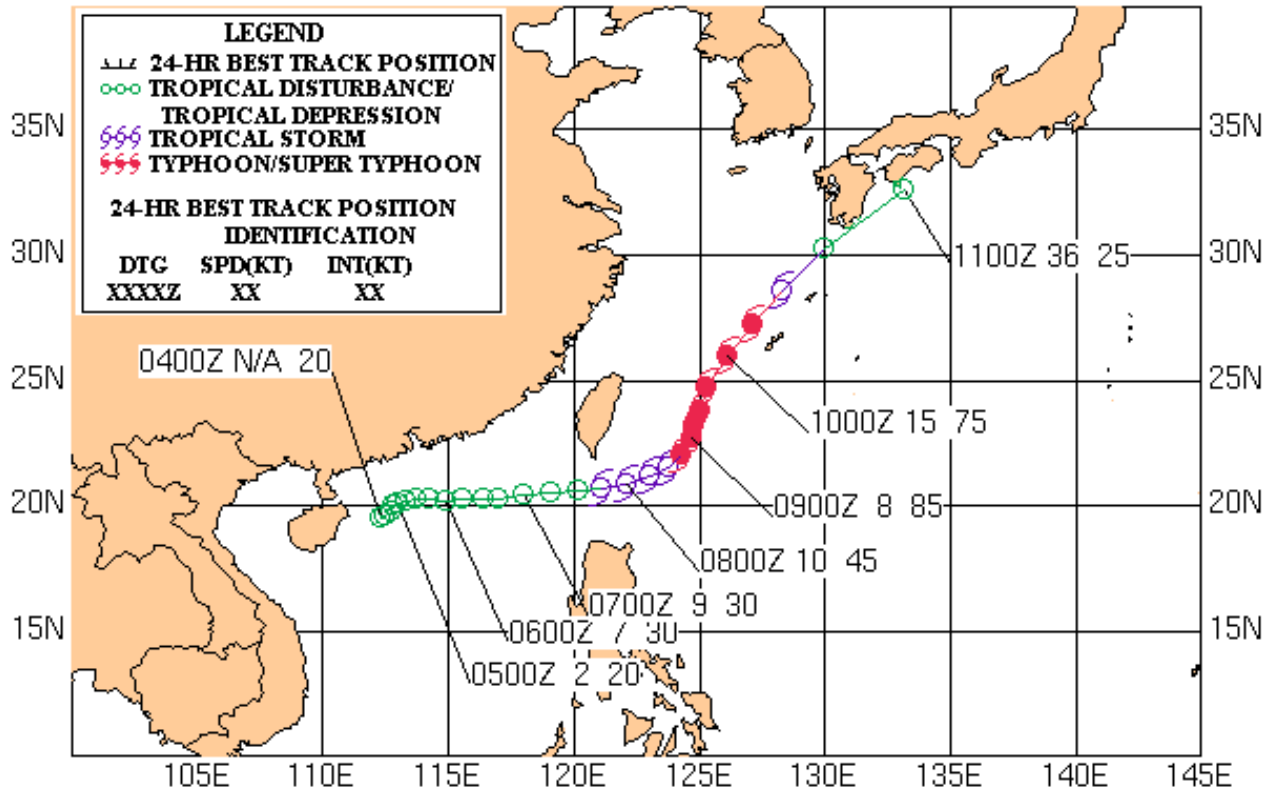 LEGEND
24-HR BEST TRACK POSITION
TROPICAL DISTURBANCE/
TROPICAL DEPRESSION
TROPICAL STORM
TYPHOON/SUPER TYPHOON
24-HR BEST TRACK POSITION
IDENTIFICATION
DTG SPD(KT) INT(KT)
XXXXZ XX XX
35N 35N
30N 30N
1100Z 36 25
0400Z N/A 20
25N 25N
1000Z 15 75
20N 20N
0900Z 8 85
0800Z 10 45
0700Z 9 30
0600Z 7 30
15N 15N
0500Z 2 20
105E 110E 115E 120E 125E 130E 135E 140E 145E